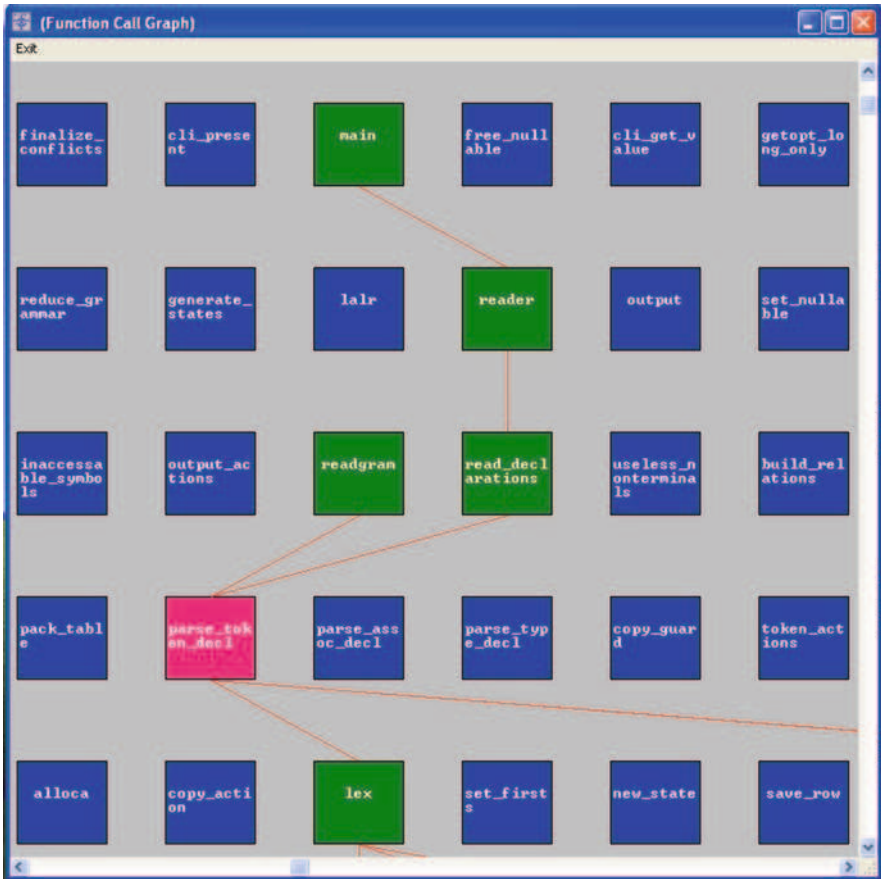 (Function Call Graph)
Exit
finalize_
conflicts
cli_prese
nt
main
free_null
able
cli_get_v
alue
getopt_lo
ng_only
reduce_gr
ammar
generate_
states
lalr
reader
output
set_nulla
ble
inaccessa
ble_symbo
ls
output_ac
tions
readgram
read_decl
arations
useless_n
ontermina
ls
build_rel
ations
pack_tabl
e
parse_tok
en_decl
parse_ass
oc_decl
parse_typ
e_decl
copy_guar
d
token_act
ions
alloca
copy_acti
on
lex
set_first
s
new_state
save_row